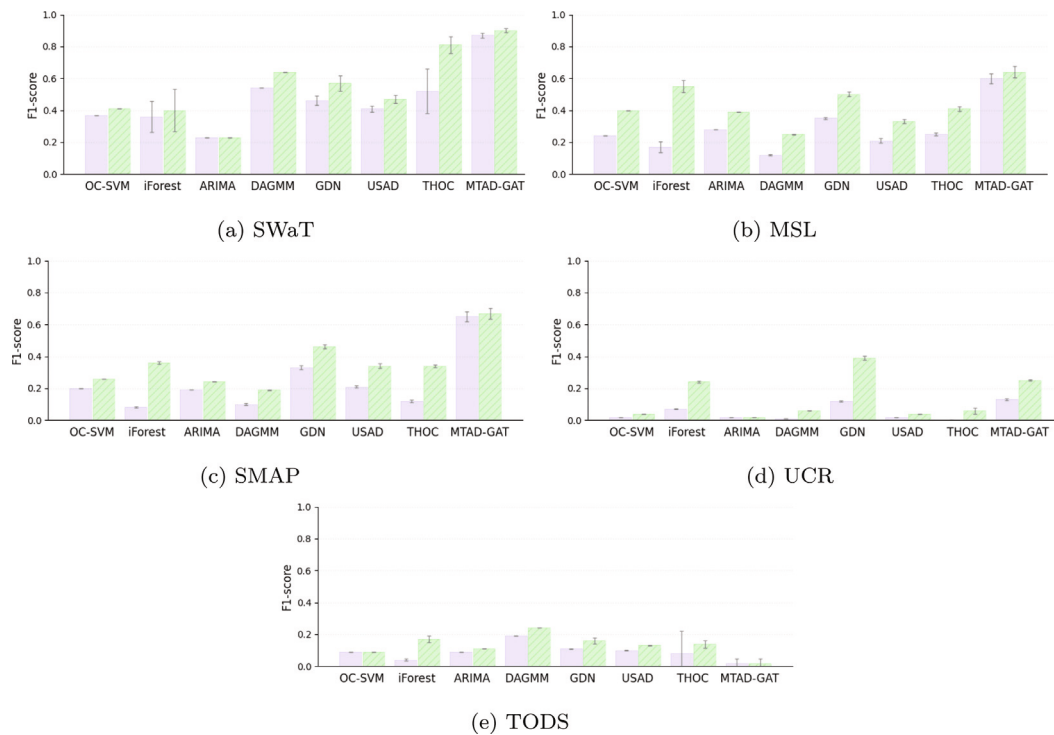 1.0
0.8
0.6
0.4
0.2
0.0
F1-score
OC-SVM iForest ARIMA DAGMM GDN USAD THOC MTAD-GAT
(a) SWaT
1.0
0.8
0.6
0.4
0.2
0.0
F1-score
OC-SVM iForest ARIMA DAGMM GDN USAD THOC MTAD-GAT
(b) MSL
1.0
0.8
0.6
0.4
0.2
0.0
F1-score
OC-SVM iForest ARIMA DAGMM GDN USAD THOC MTAD-GAT
(c) SMAP
1.0
0.8
0.6
0.4
0.2
0.0
F1-score
OC-SVM iForest ARIMA DAGMM GDN USAD THOC MTAD-GAT
(d) UCR
1.0
0.8
0.6
0.4
0.2
0.0
F1-score
OC-SVM iForest ARIMA DAGMM GDN USAD THOC MTAD-GAT
(e) TODS